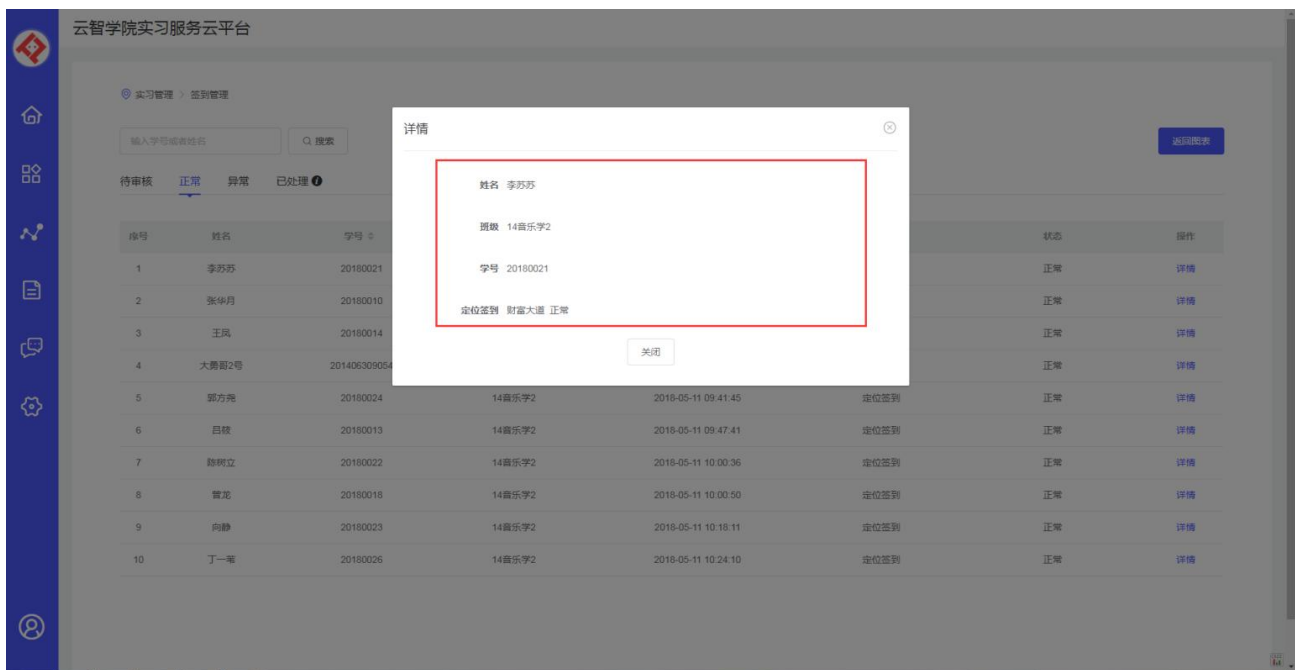 云智学院实习服务云平台
实习管理 > 签到管理
输入学号或者姓名 搜索 返回图表
待审核 正常 异常 已处理
详情
姓名 李苏苏
班级 14音乐学2
学号 20180021
定位签到 财富大道 正常
关闭
序号 姓名 学号 状态 操作
1 李苏苏 20180021 正常 详情
2 张华月 20180010 正常 详情
3 王凤 20180014 正常 详情
4 大勇哥2号 201406309054 正常 详情
5 郭方尧 20180024 14音乐学2 2018-05-11 09:41:45 定位签到 正常 详情
6 吕筱 20180013 14音乐学2 2018-05-11 09:47:41 定位签到 正常 详情
7 陈树立 20180022 14音乐学2 2018-05-11 10:00:36 定位签到 正常 详情
8 管龙 20180018 14音乐学2 2018-05-11 10:00:50 定位签到 正常 详情
9 向静 20180023 14音乐学2 2018-05-11 10:18:11 定位签到 正常 详情
10 丁一 20180026 14音乐学2 2018-05-11 10:24:10 定位签到 正常 详情